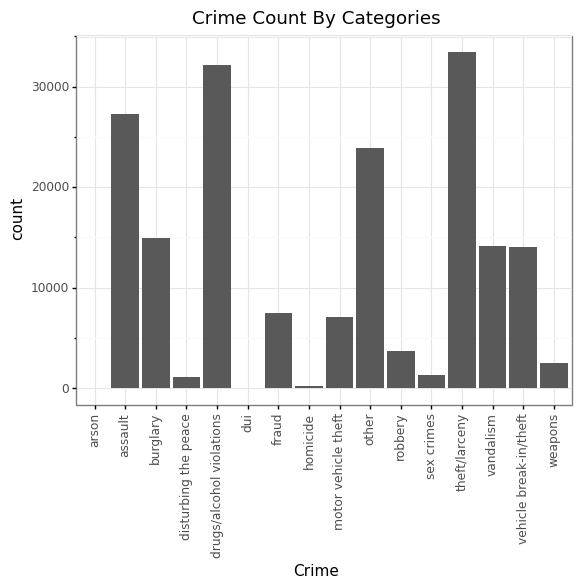 Crime Count By Categories
30000
20000
10000
0
count
arson
assault
burglary
disturbing the peace
drugs/alcohol violations
dui
fraud
homicide
motor vehicle theft
other
robbery
sex crimes
theft/larceny
vandalism
vehicle break-in/theft
weapons
Crime